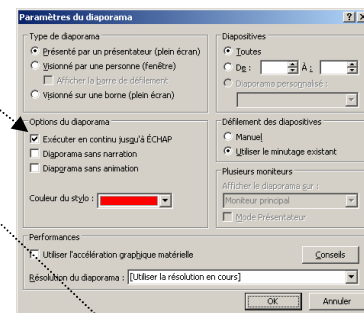 Paramètres du diaporama
Type de diaporama
Présenté par un présentateur (plein écran)
Visionné par une personne (fenêtre)
Afficher la barre de défilement
Visionné sur une borne (plein écran)
Diapositives
Toutes
De : À :
Diaporama personnalisé :
Options du diaporama
Exécuter en continu jusqu'à ÉCHAP
Diaporama sans narration
Diaporama sans animation
Couleur du stylo :
Défilement des diapositives
Manuel
Utiliser le minutage existant
Plusieurs moniteurs
Afficher le diaporama sur :
Moniteur principal
Mode Présentateur
Performances
Utiliser l'accélération graphique matérielle
Conseils
Résolution du diaporama : [Utiliser la résolution en cours]
OK Annuler